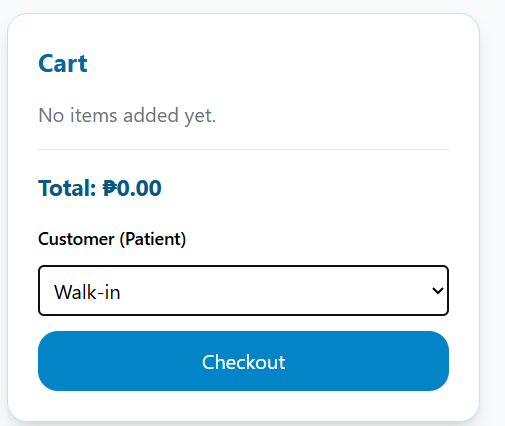 Cart
No items added yet.
Total: ₱0.00
Customer (Patient)
Walk-in
Checkout